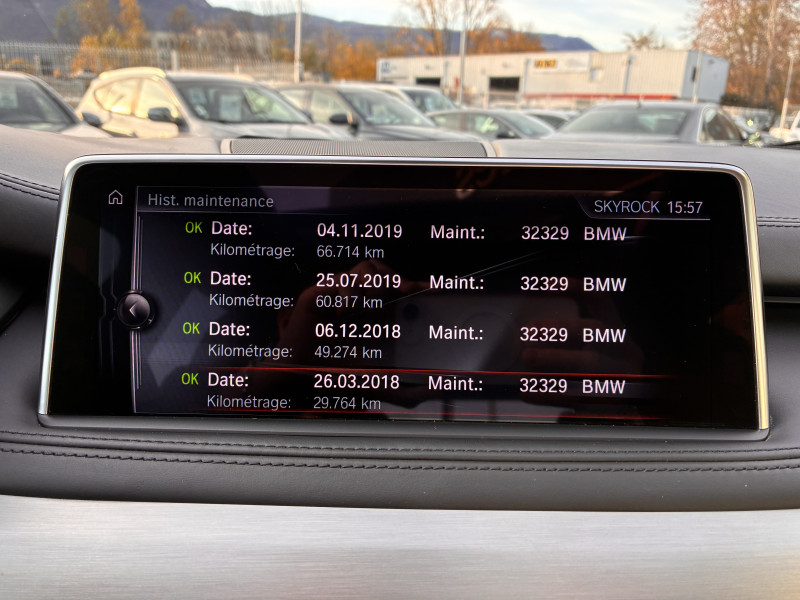 Hist. maintenance
SKYROCK 15:57
OK Date: 04.11.2019 Maint.: 32329 BMW
Kilométrage: 66.714 km
OK Date: 25.07.2019 Maint.: 32329 BMW
Kilométrage: 60.817 km
OK Date: 06.12.2018 Maint.: 32329 BMW
Kilométrage: 49.274 km
OK Date: 26.03.2018 Maint.: 32329 BMW
Kilométrage: 29.764 km